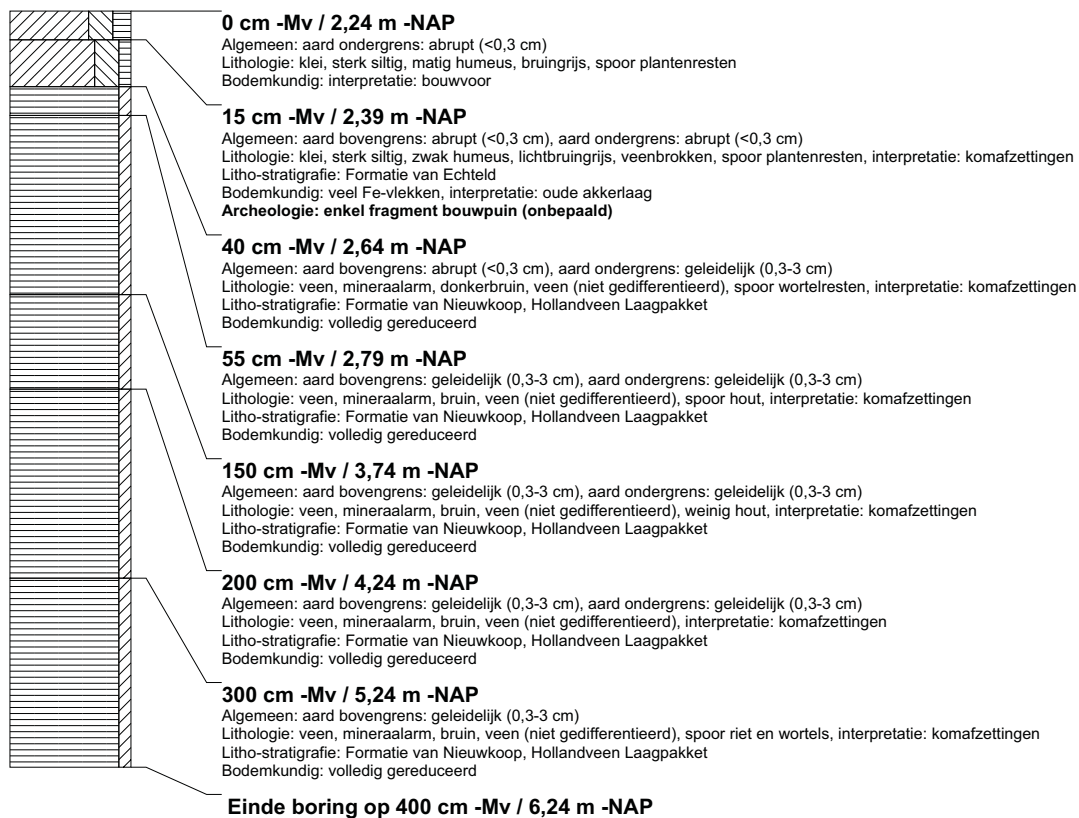 0 cm -Mv / 2,24 m -NAP
Algemeen: aard ondergrens: abrupt (<0,3 cm)
Lithologie: klei, sterk siltig, matig humeus, bruingrijs, spoor plantenresten
Bodemkundig: interpretatie: bouwvoor
15 cm -Mv / 2,39 m -NAP
Algemeen: aard bovengrens: abrupt (<0,3 cm), aard ondergrens: abrupt (<0,3 cm)
Lithologie: klei, sterk siltig, zwak humeus, lichtbruingrijs, veenbrokken, spoor plantenresten, interpretatie: komafzettingen
Litho-stratigrafie: Formatie van Echteld
Bodemkundig: veel Fe-vlekken, interpretatie: oude akkerlaag
Archeologie: enkel fragment bouwpuin (onbepaald)
40 cm -Mv / 2,64 m -NAP
Algemeen: aard bovengrens: abrupt (<0,3 cm), aard ondergrens: geleidelijk (0,3-3 cm)
Lithologie: veen, mineraalarm, donkerbruin, veen (niet gedifferentieerd), spoor wortelresten, interpretatie: komafzettingen
Litho-stratigrafie: Formatie van Nieuwkoop, Hollandveen Laagpakket
Bodemkundig: volledig gereduceerd
55 cm -Mv / 2,79 m -NAP
Algemeen: aard bovengrens: geleidelijk (0,3-3 cm), aard ondergrens: geleidelijk (0,3-3 cm)
Lithologie: veen, mineraalarm, bruin, veen (niet gedifferentieerd), spoor hout, interpretatie: komafzettingen
Litho-stratigrafie: Formatie van Nieuwkoop, Hollandveen Laagpakket
Bodemkundig: volledig gereduceerd
150 cm -Mv / 3,74 m -NAP
Algemeen: aard bovengrens: geleidelijk (0,3-3 cm), aard ondergrens: geleidelijk (0,3-3 cm)
Lithologie: veen, mineraalarm, bruin, veen (niet gedifferentieerd), weinig hout, interpretatie: komafzettingen
Litho-stratigrafie: Formatie van Nieuwkoop, Hollandveen Laagpakket
Bodemkundig: volledig gereduceerd
200 cm -Mv / 4,24 m -NAP
Algemeen: aard bovengrens: geleidelijk (0,3-3 cm), aard ondergrens: geleidelijk (0,3-3 cm)
Lithologie: veen, mineraalarm, bruin, veen (niet gedifferentieerd), interpretatie: komafzettingen
Litho-stratigrafie: Formatie van Nieuwkoop, Hollandveen Laagpakket
Bodemkundig: volledig gereduceerd
300 cm -Mv / 5,24 m -NAP
Algemeen: aard bovengrens: geleidelijk (0,3-3 cm)
Lithologie: veen, mineraalarm, bruin, veen (niet gedifferentieerd), spoor riet en wortels, interpretatie: komafzettingen
Litho-stratigrafie: Formatie van Nieuwkoop, Hollandveen Laagpakket
Bodemkundig: volledig gereduceerd
Einde boring op 400 cm -Mv / 6,24 m -NAP